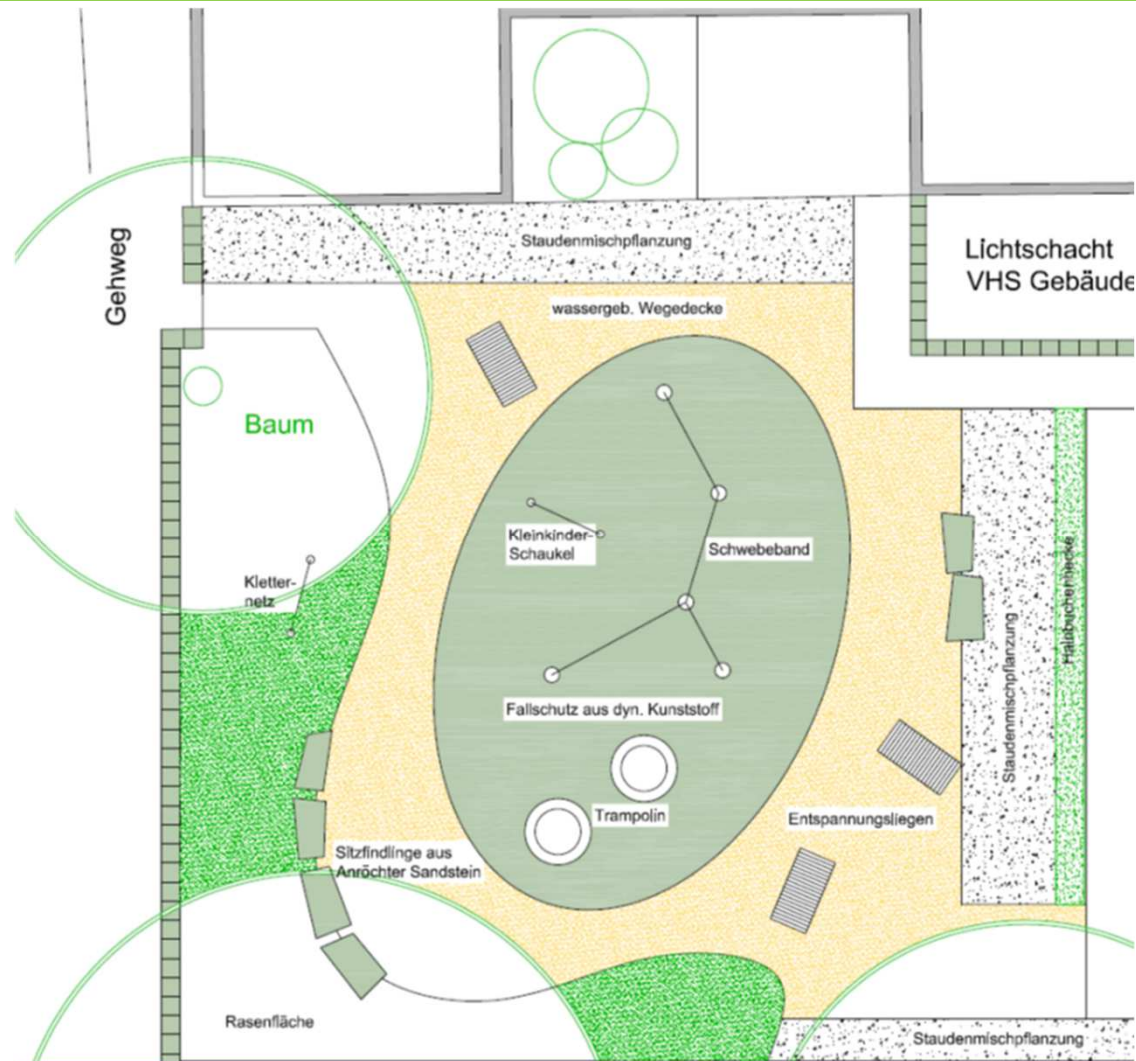 Staudenmischpflanzung
Gehweg
Lichtschacht
VHS Gebäude
wassergeb. Wegedecke
Baum
Kleinkinder-
Schaukel
Schwebeband
Kletter-
netz
Hainbuchenhecke
Staudenmischpflanzung
Fallschutz aus dyn. Kunststoff
Trampolin
Entspannungsliegen
Sitzfindlinge aus
Anröchter Sandstein
Rasenfläche
Staudenmischpflanzung